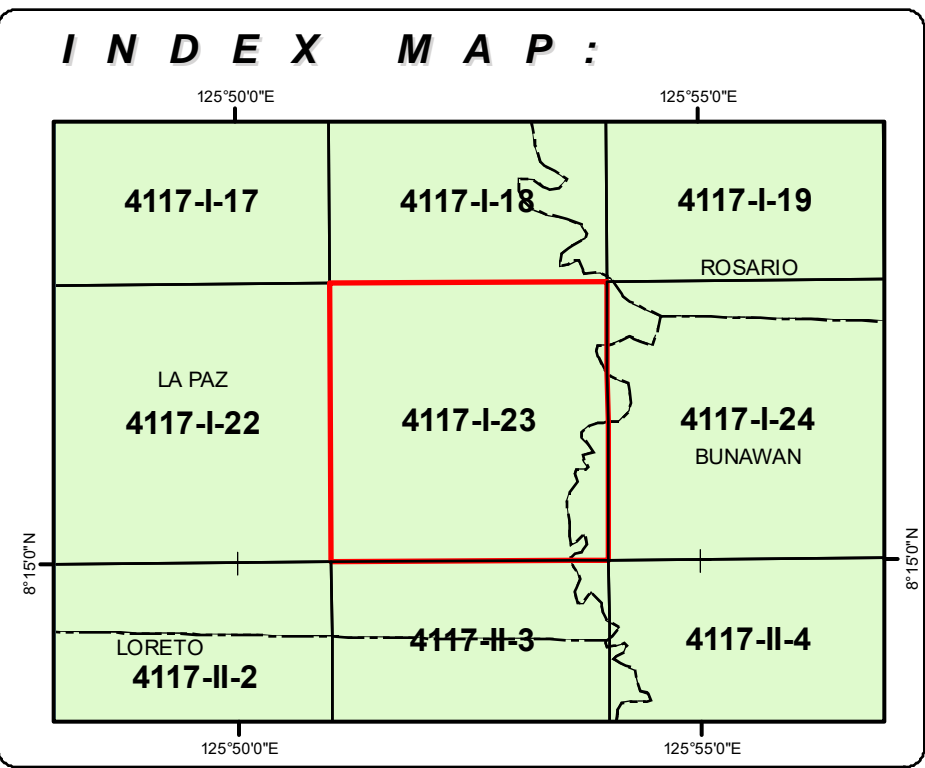 INDEX MAP:
125°50'0"E 125°55'0"E
4117-I-17 4117-I-18 4117-I-19
ROSARIO
LA PAZ
4117-I-22 4117-I-23 4117-I-24
BUNAWAN
8°15'0"N 8°15'0"N
LORETO 4117-II-3 4117-II-4
4117-II-2
125°50'0"E 125°55'0"E